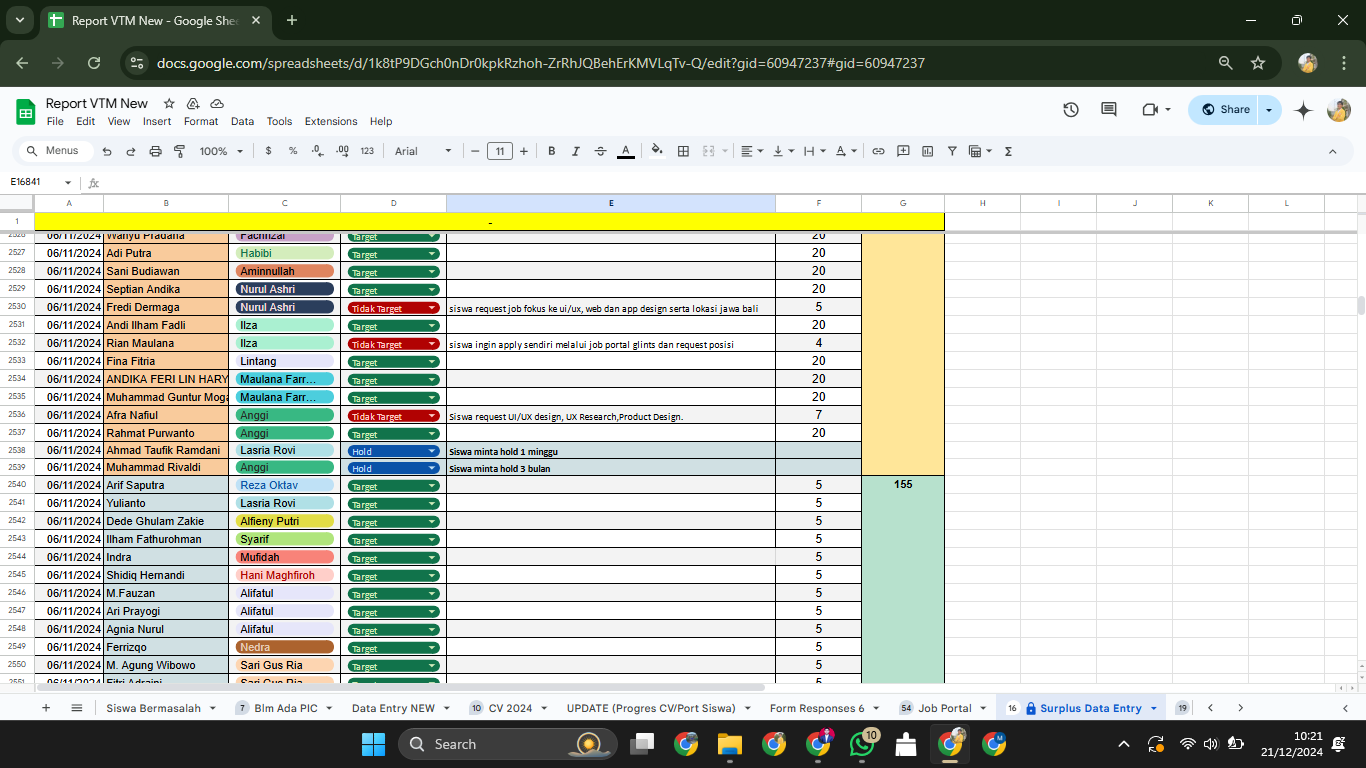 Report VTM New - Google She
docs.google.com/spreadsheets/d/1k8tP9DGch0nDr0kpkRzhoh-ZrRhJQBehErKMVLqTv-Q/edit?gid=60947237#gid=60947237
Report VTM New
File Edit View Insert Format Data Tools Extensions Help
Share
Menus 100% $ % .0 .00 123 Arial 11 B I S A
E16841 fx
A B C D E F G H I J K L
1 -
2526 06/11/2024 Wahyu Pradana Fachrizal Target 20
2527 06/11/2024 Adi Putra Habibi Target 20
2528 06/11/2024 Sani Budiawan Aminnullah Target 20
2529 06/11/2024 Septian Andika Nurul Ashri Target 20
2530 06/11/2024 Fredi Dermaga Nurul Ashri Tidak Target siswa request job fokus ke ui/ux, web dan app design serta lokasi jawa bali 5
2531 06/11/2024 Andi Ilham Fadli Ilza Target 20
2532 06/11/2024 Rian Maulana Ilza Tidak Target siswa ingin apply sendiri melalui job portal glints dan request posisi 4
2533 06/11/2024 Fina Fitria Lintang Target 20
2534 06/11/2024 ANDIKA FERI LIN HARY Maulana Farr... Target 20
2535 06/11/2024 Muhammad Guntur Moga Maulana Farr... Target 20
2536 06/11/2024 Afra Nafiul Anggi Tidak Target Siswa request UI/UX design, UX Research,Product Design. 7
2537 06/11/2024 Rahmat Purwanto Anggi Target 20
2538 06/11/2024 Ahmad Taufik Ramdani Lasria Rovi Hold Siswa minta hold 1 minggu
2539 06/11/2024 Muhammad Rivaldi Anggi Hold Siswa minta hold 3 bulan
2540 06/11/2024 Arif Saputra Reza Oktav Target 5 155
2541 06/11/2024 Yulianto Lasria Rovi Target 5
2542 06/11/2024 Dede Ghulam Zakie Alfieny Putri Target 5
2543 06/11/2024 Ilham Fathurohman Syarif Target 5
2544 06/11/2024 Indra Mufidah Target 5
2545 06/11/2024 Shidiq Hernandi Hani Maghfiroh Target 5
2546 06/11/2024 M.Fauzan Alifatul Target 5
2547 06/11/2024 Ari Prayogi Alifatul Target 5
2548 06/11/2024 Agnia Nurul Alifatul Target 5
2549 06/11/2024 Ferrizqo Nedra Target 5
2550 06/11/2024 M. Agung Wibowo Sari Gus Ria Target 5
2551 06/11/2024 Fitri Adraini Sari Gus Ria Target 5
Siswa Bermasalah 7 Blm Ada PIC Data Entry NEW 10 CV 2024 UPDATE (Progres CV/Port Siswa) Form Responses 6 54 Job Portal 16 Surplus Data Entry 19
Search 10 10:21
21/12/2024